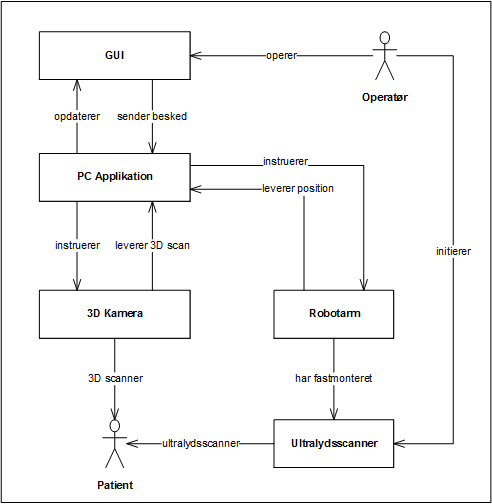 GUI
operer
Operatør
opdaterer
sender besked
PC Applikation
instruerer
leverer position
instruerer
leverer 3D scan
initierer
3D Kamera
Robotarm
3D scanner
har fastmonteret
ultralydsscanner
Ultralydsscanner
Patient